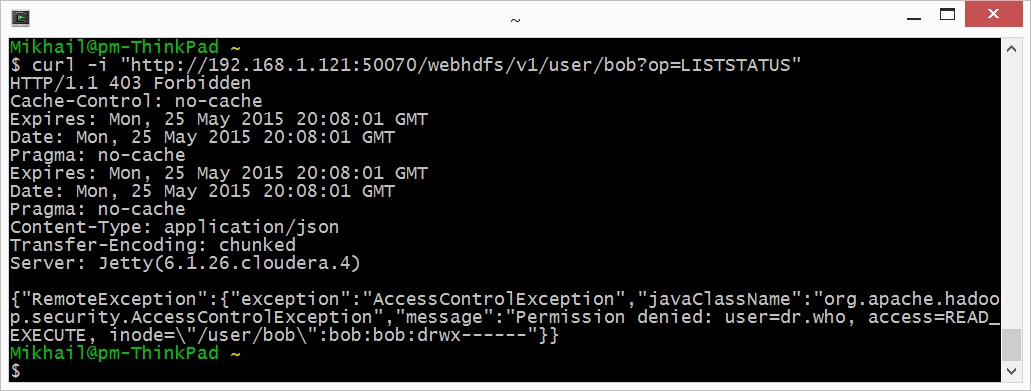 ~
Mikhail@pm-ThinkPad ~
$ curl -i "http://192.168.1.121:50070/webhdfs/v1/user/bob?op=LISTSTATUS"
HTTP/1.1 403 Forbidden
Cache-Control: no-cache
Expires: Mon, 25 May 2015 20:08:01 GMT
Date: Mon, 25 May 2015 20:08:01 GMT
Pragma: no-cache
Expires: Mon, 25 May 2015 20:08:01 GMT
Date: Mon, 25 May 2015 20:08:01 GMT
Pragma: no-cache
Content-Type: application/json
Transfer-Encoding: chunked
Server: Jetty(6.1.26.cloudera.4)

{"RemoteException":{"exception":"AccessControlException","javaClassName":"org.apache.hadoo
p.security.AccessControlException","message":"Permission denied: user=dr.who, access=READ_
EXECUTE, inode=\"/user/bob\":bob:bob:drwx------"}}
Mikhail@pm-ThinkPad ~
$